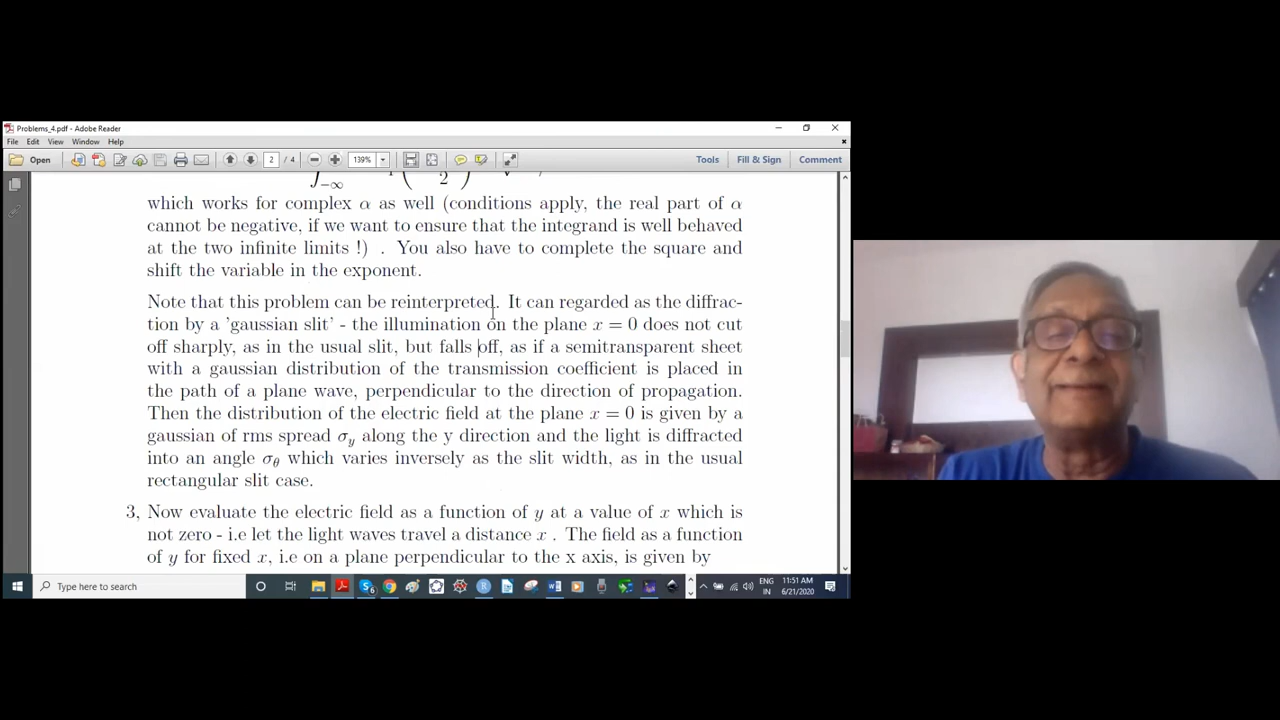 Problems_4.pdf - Adobe Reader
File Edit View Window Help
Open 2 / 4 139% Tools Fill & Sign Comment
∫−∞ 2
which works for complex α as well (conditions apply, the real part of α
cannot be negative, if we want to ensure that the integrand is well behaved
at the two infinite limits !) . You also have to complete the square and
shift the variable in the exponent.
Note that this problem can be reinterpreted. It can regarded as the diffrac-
tion by a 'gaussian slit' - the illumination on the plane x = 0 does not cut
off sharply, as in the usual slit, but falls off, as if a semitransparent sheet
with a gaussian distribution of the transmission coefficient is placed in
the path of a plane wave, perpendicular to the direction of propagation.
Then the distribution of the electric field at the plane x = 0 is given by a
gaussian of rms spread σy along the y direction and the light is diffracted
into an angle σθ which varies inversely as the slit width, as in the usual
rectangular slit case.
3, Now evaluate the electric field as a function of y at a value of x which is
not zero - i.e let the light waves travel a distance x . The field as a function
of y for fixed x, i.e on a plane perpendicular to the x axis, is given by
Type here to search ENG 11:51 AM
IN 6/21/2020